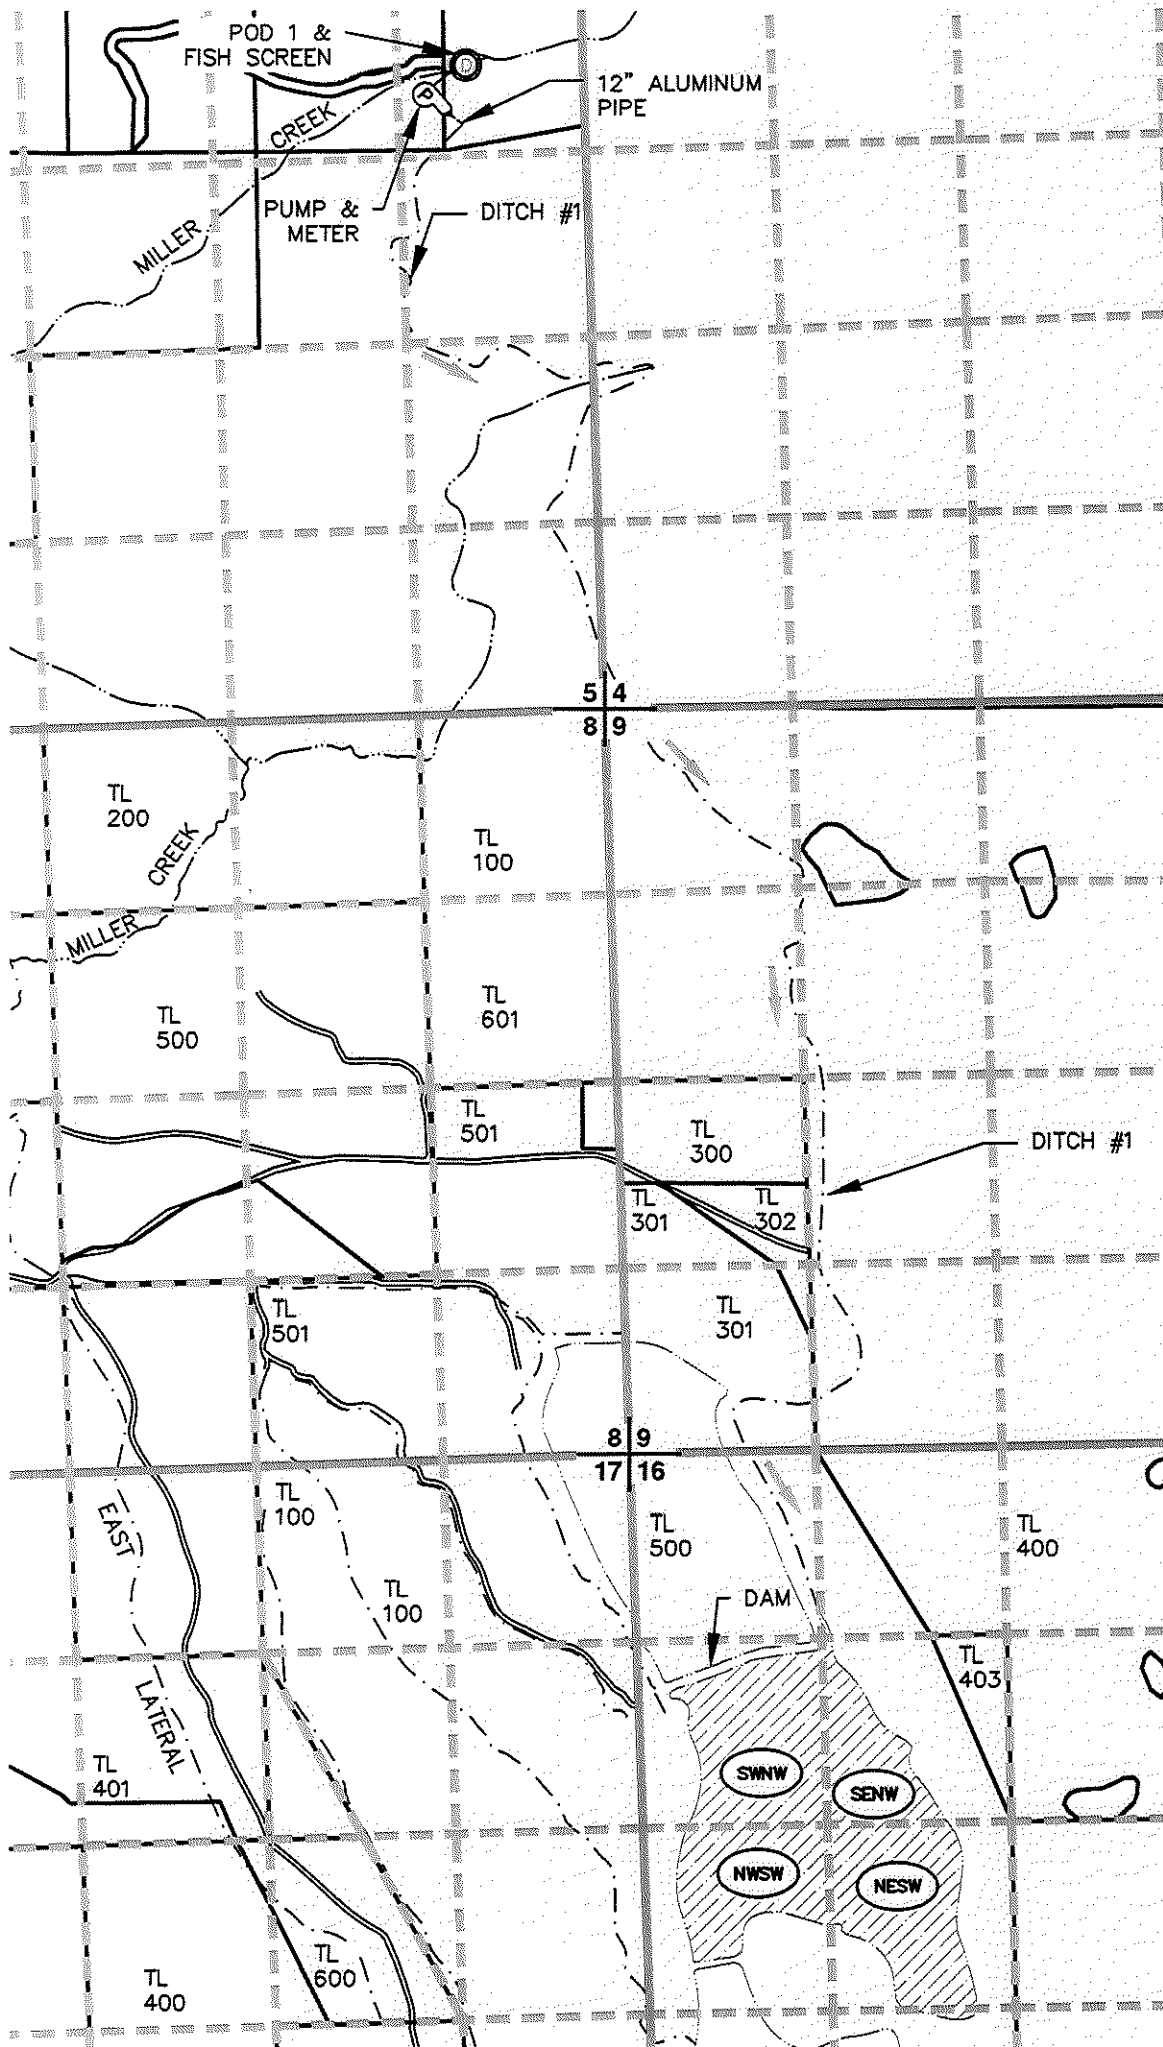 POD 1 &
FISH SCREEN
12" ALUMINUM
PIPE
CREEK
MILLER
PUMP &
METER
P
DITCH #1
5 4
8 9
TL
200
TL
100
CREEK
MILLER
TL
500
TL
601
TL
501
TL
300
DITCH #1
TL
301
TL
302
TL
501
TL
301
8 9
17 16
TL
100
EAST
TL
500
TL
400
TL
100
DAM
TL
403
LATERAL
TL
401
SWNW
SENW
NWSW
NESW
TL
600
TL
400